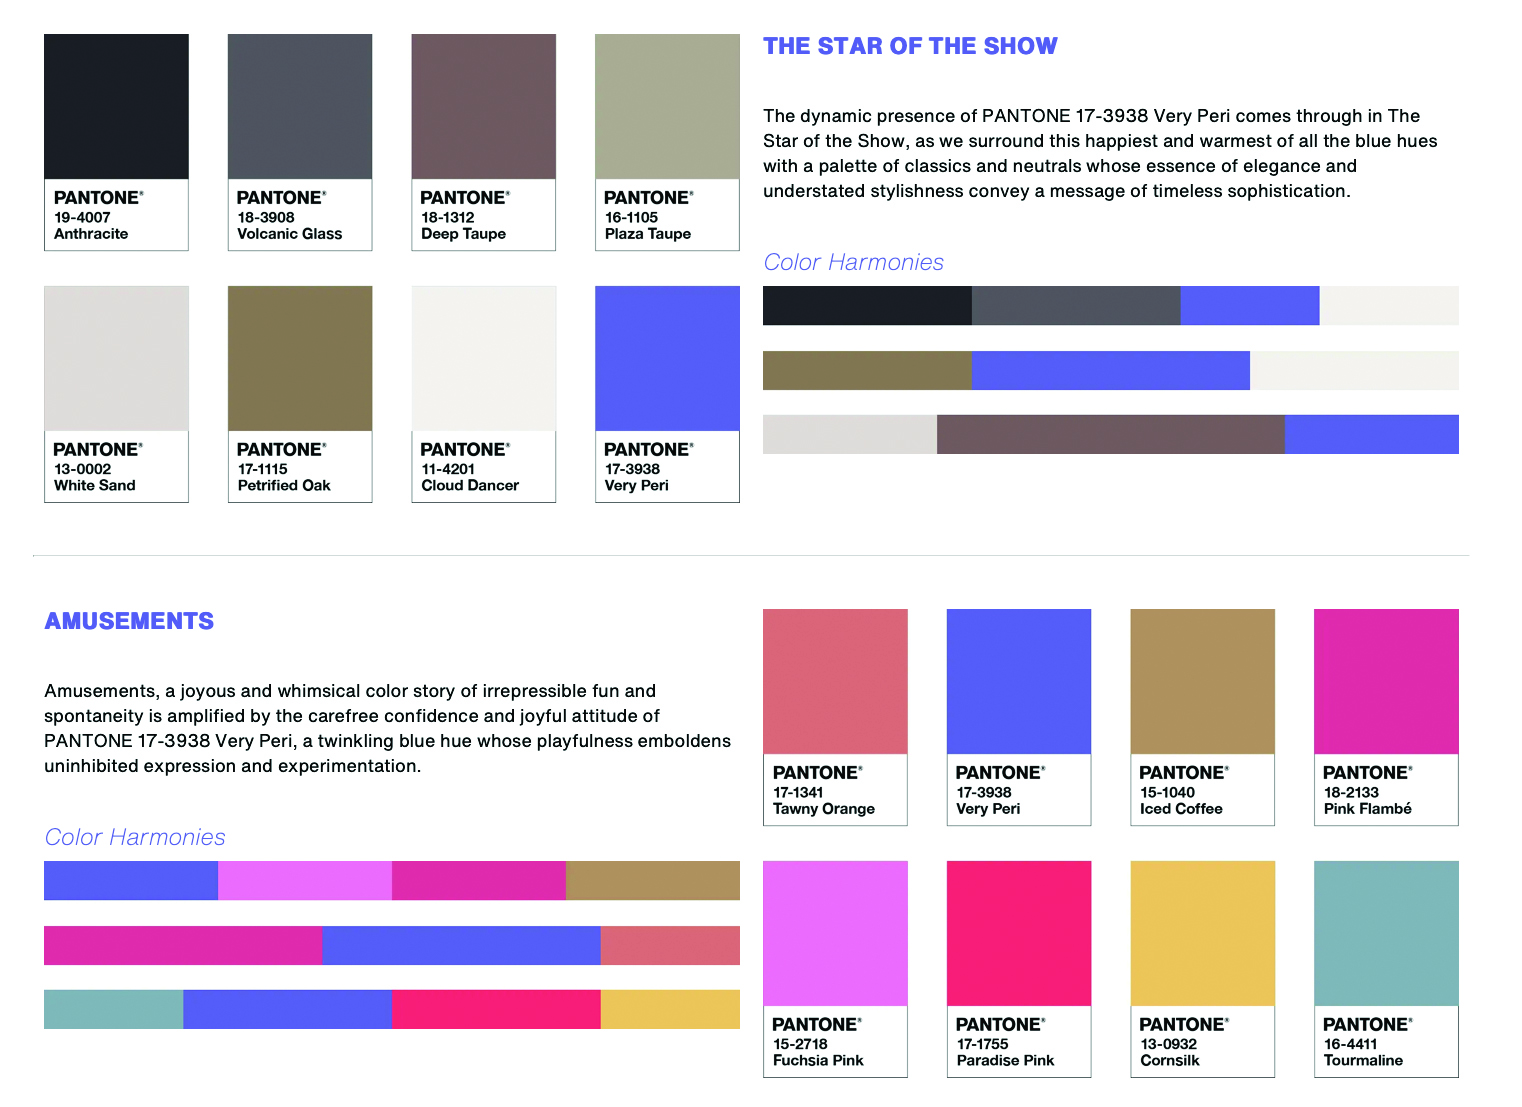 PANTONE®
19-4007
Anthracite
PANTONE®
18-3908
Volcanic Glass
PANTONE®
18-1312
Deep Taupe
PANTONE®
16-1105
Plaza Taupe
PANTONE®
13-0002
White Sand
PANTONE®
17-1115
Petrified Oak
PANTONE®
11-4201
Cloud Dancer
PANTONE®
17-3938
Very Peri
THE STAR OF THE SHOW
The dynamic presence of PANTONE 17-3938 Very Peri comes through in The
Star of the Show, as we surround this happiest and warmest of all the blue hues
with a palette of classics and neutrals whose essence of elegance and
understated stylishness convey a message of timeless sophistication.
Color Harmonies
AMUSEMENTS
Amusements, a joyous and whimsical color story of irrepressible fun and
spontaneity is amplified by the carefree confidence and joyful attitude of
PANTONE 17-3938 Very Peri, a twinkling blue hue whose playfulness emboldens
uninhibited expression and experimentation.
Color Harmonies
PANTONE®
17-1341
Tawny Orange
PANTONE®
17-3938
Very Peri
PANTONE®
15-1040
Iced Coffee
PANTONE®
18-2133
Pink Flambé
PANTONE®
15-2718
Fuchsia Pink
PANTONE®
17-1755
Paradise Pink
PANTONE®
13-0932
Cornsilk
PANTONE®
16-4411
Tourmaline